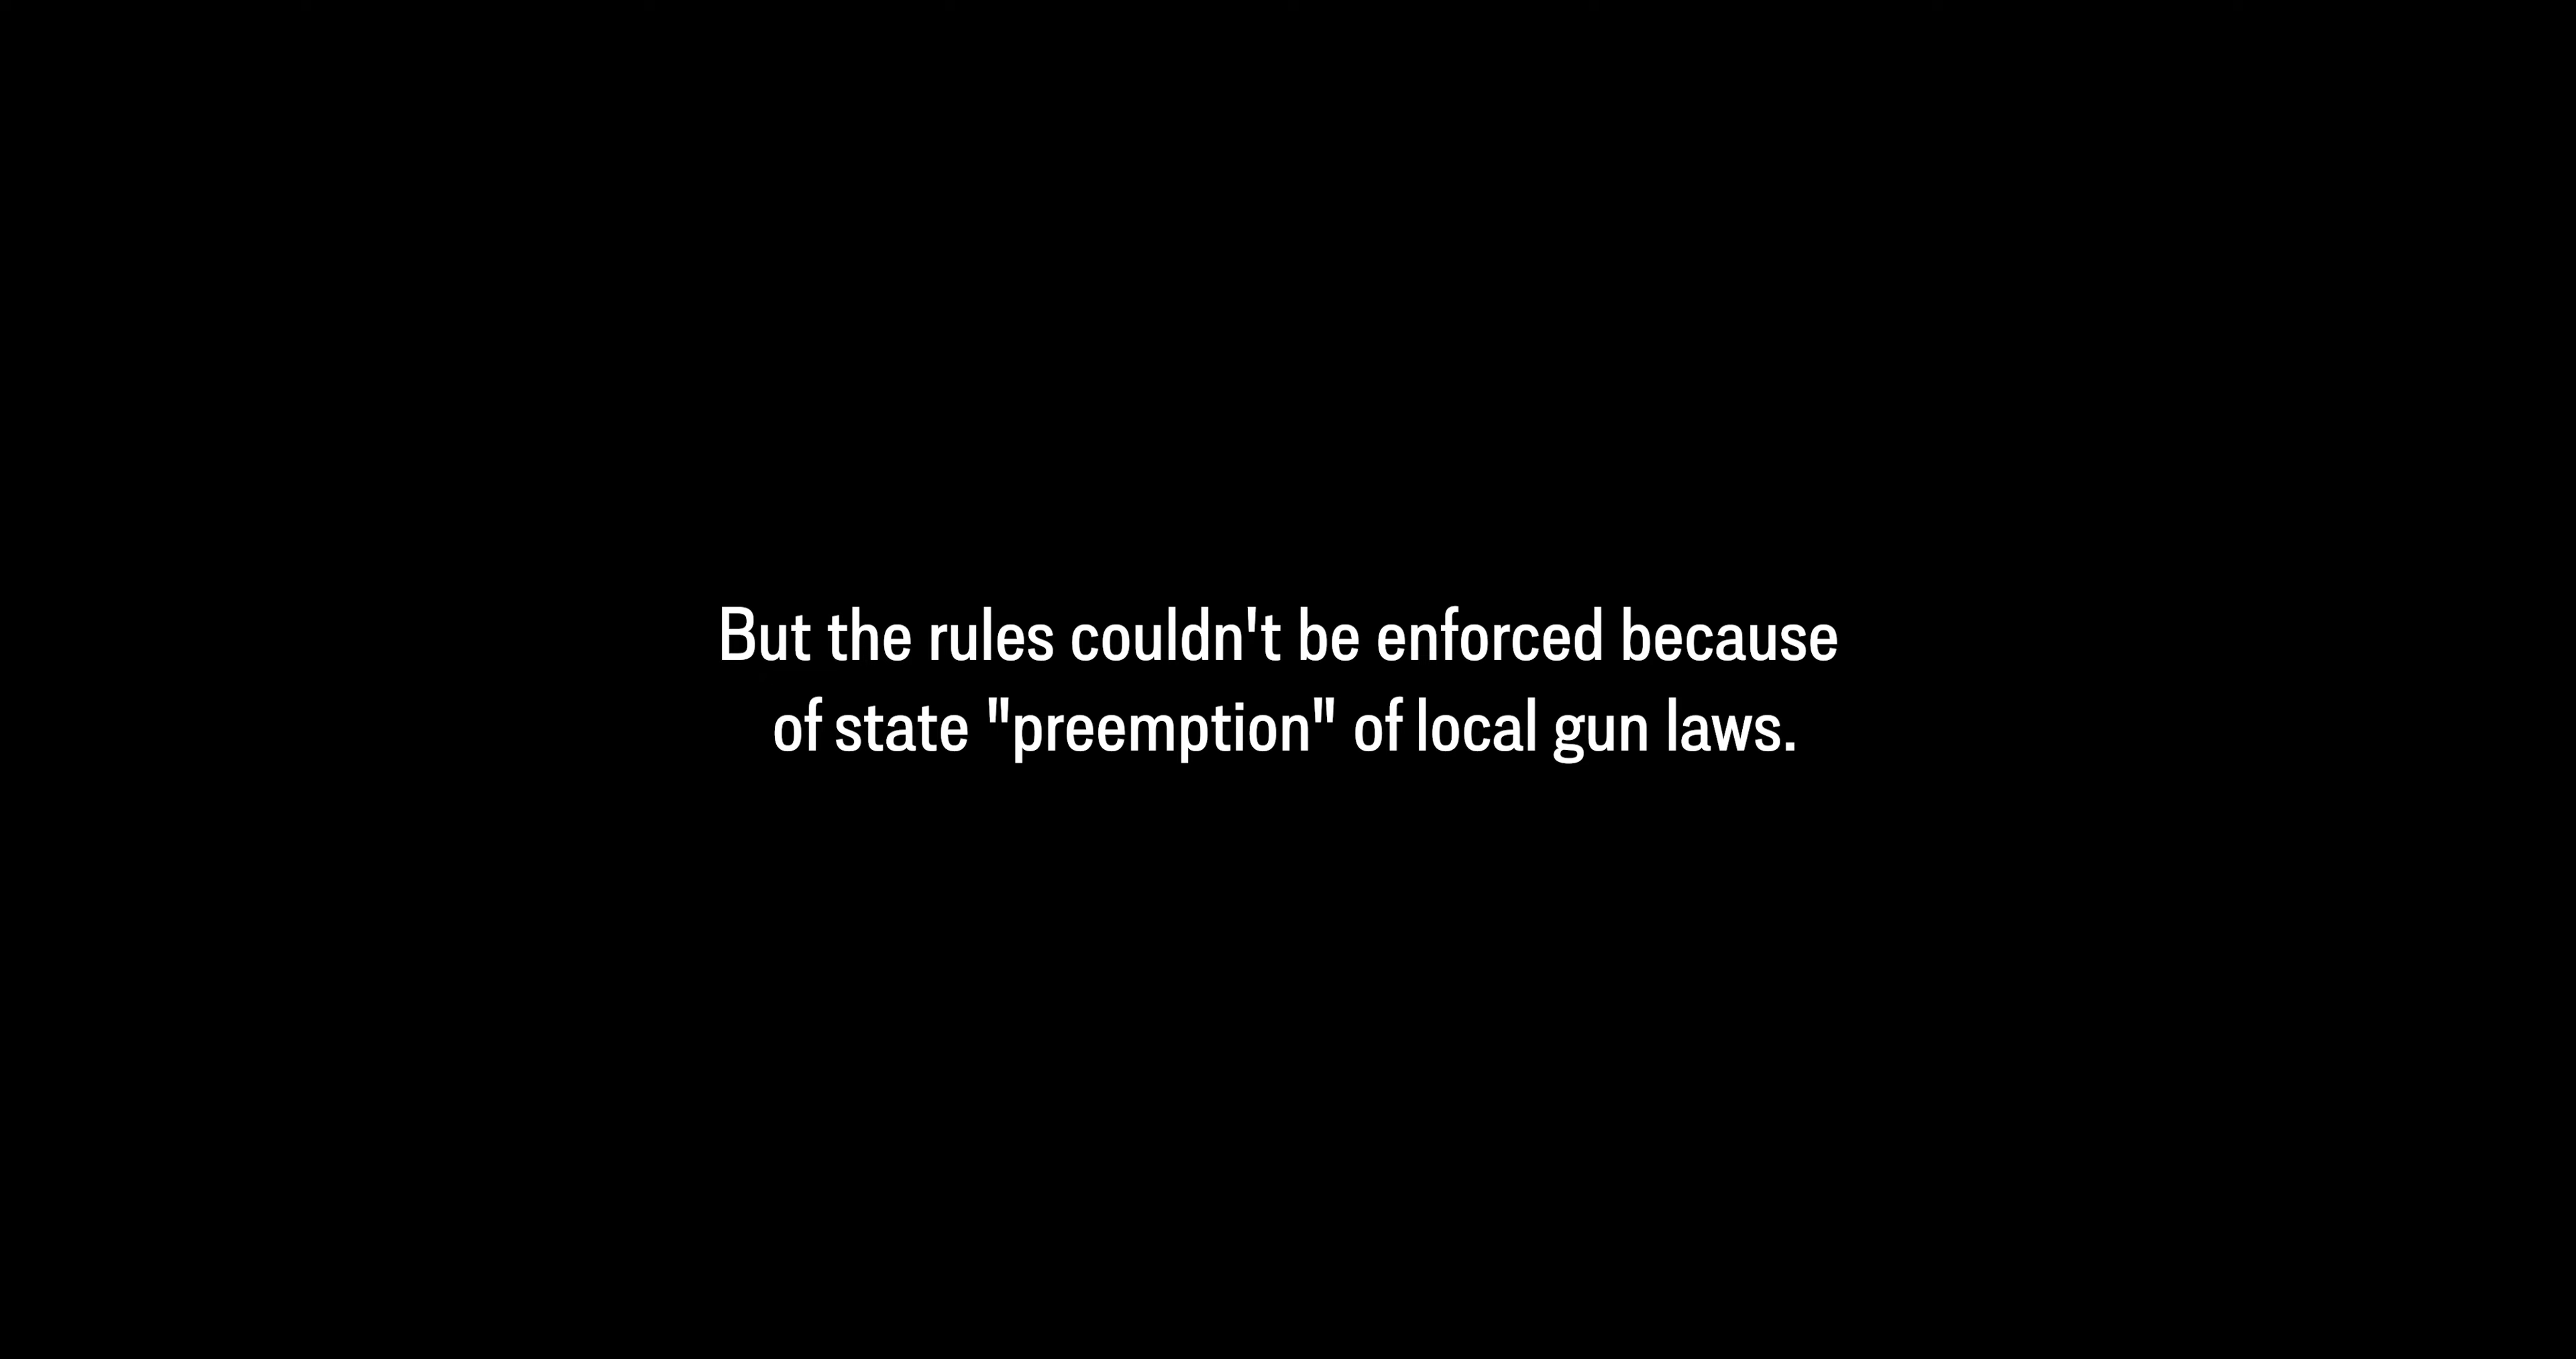 But the rules couldn't be enforced because
of state "preemption" of local gun laws.